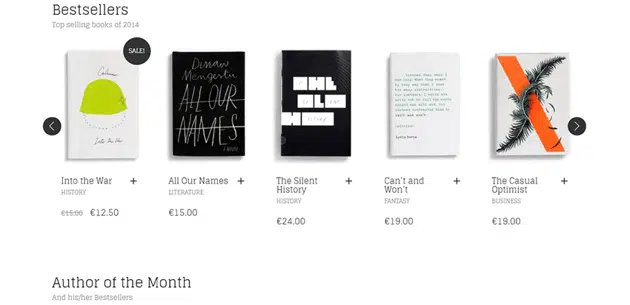 Bestsellers
Top selling books of 2014
SALE!
Dinaw
Mengestu
ALL OUR
NAMES
Into the War
HISTORY
€15.00 €12.50
All Our Names
LITERATURE
€15.00
The Silent
History
HISTORY
€24.00
Can't and
Won't
FANTASY
€19.00
The Casual
Optimist
BUSINESS
€19.00
Author of the Month
And his/her Bestsellers